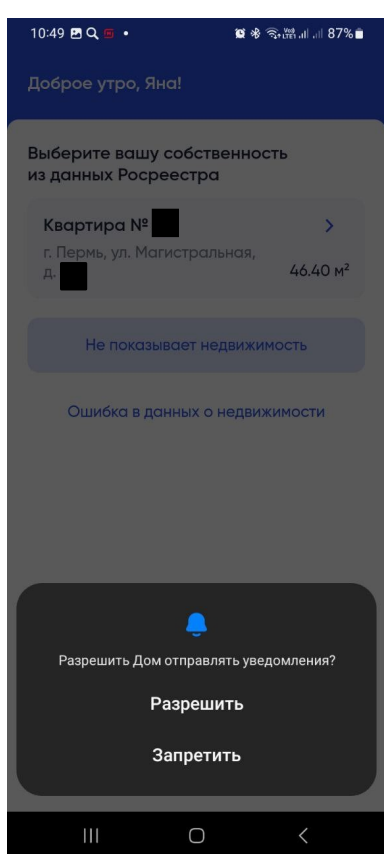 10:49 87%
Доброе утро, Яна!
Выберите вашу собственность
из данных Росреестра
Квартира №
г. Пермь, ул. Магистральная,
д. 46.40 м²
Не показывает недвижимость
Ошибка в данных о недвижимости
Разрешить Дом отправлять уведомления?
Разрешить
Запретить